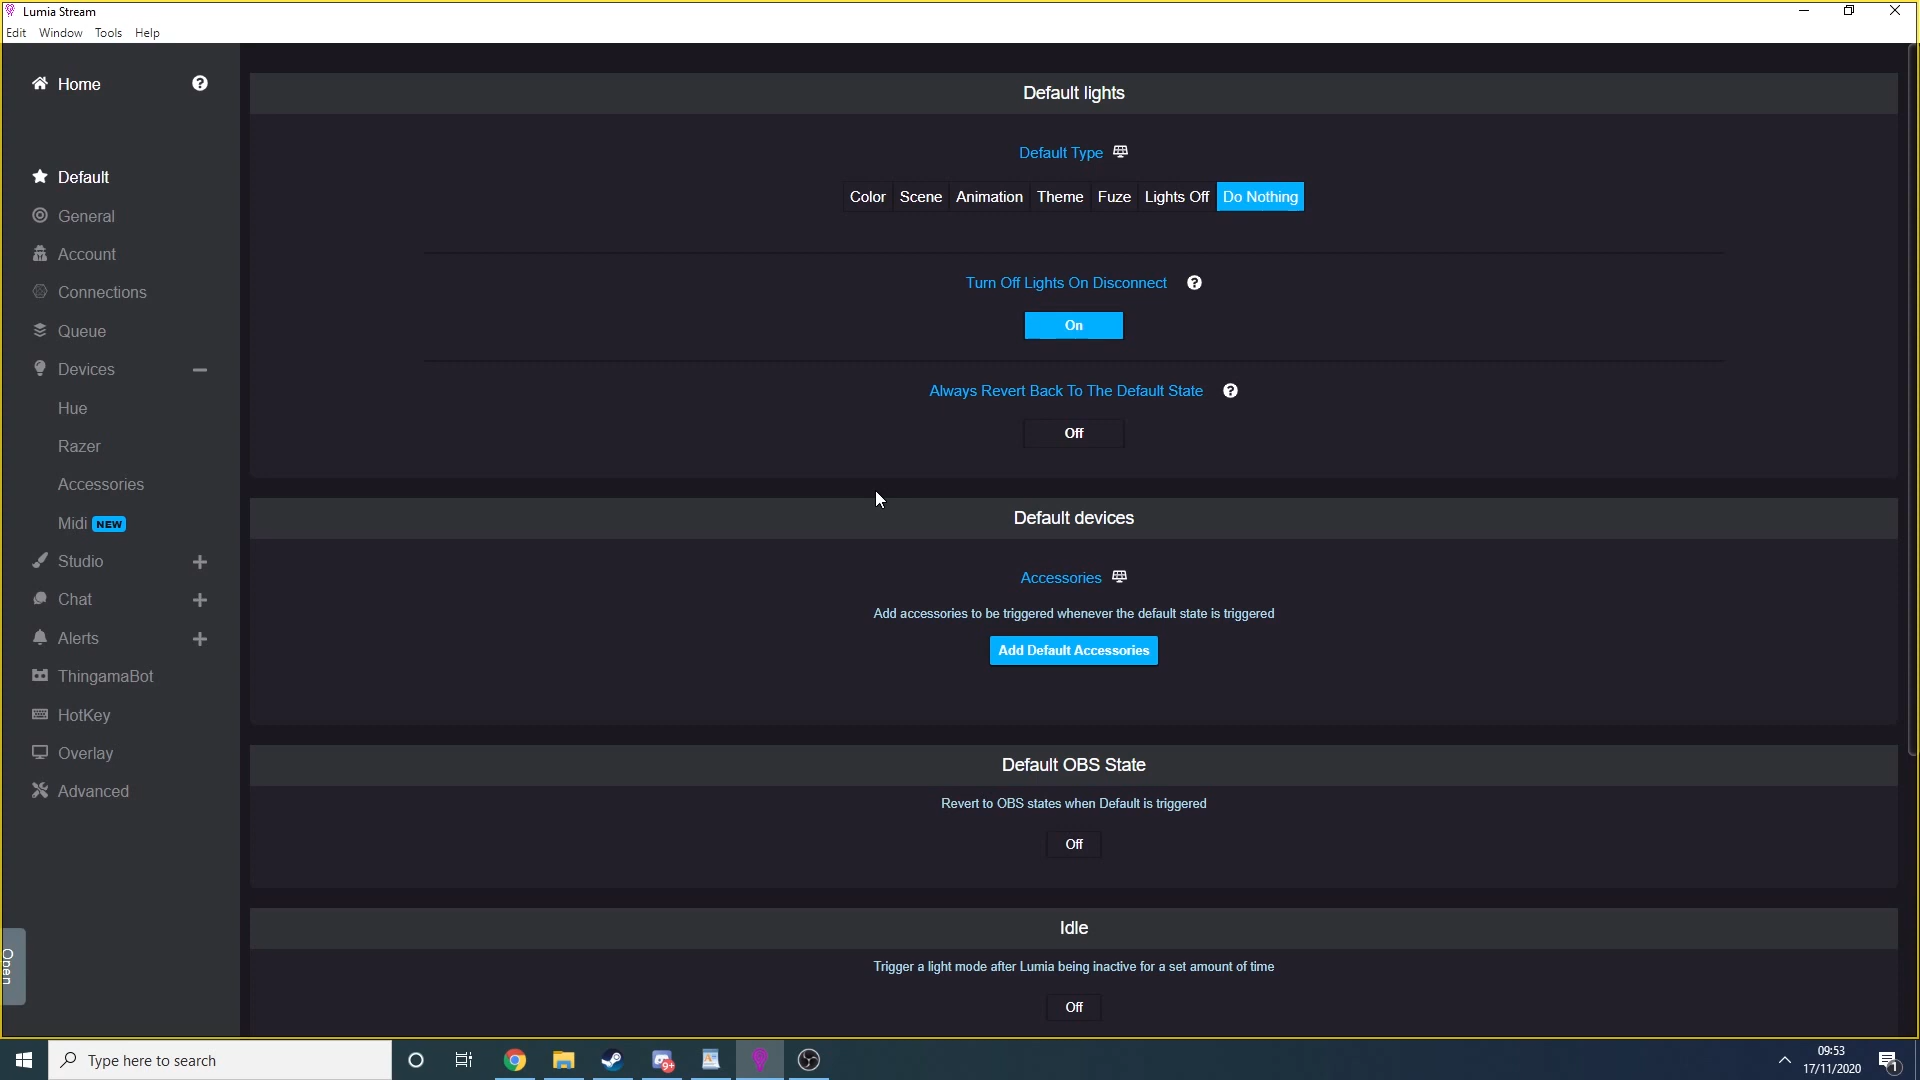 Lumia Stream
Edit Window Tools Help
Home
Default
General
Account
Connections
Queue
Devices
Hue
Razer
Accessories
Midi NEW
Studio
Chat
Alerts
ThingamaBot
HotKey
Overlay
Advanced
Open
Default lights
Default Type
Color Scene Animation Theme Fuze Lights Off Do Nothing
Turn Off Lights On Disconnect
On
Always Revert Back To The Default State
Off
Default devices
Accessories
Add accessories to be triggered whenever the default state is triggered
Add Default Accessories
Default OBS State
Revert to OBS states when Default is triggered
Off
Idle
Trigger a light mode after Lumia being inactive for a set amount of time
Off
Type here to search
9+
09:53
17/11/2020
1